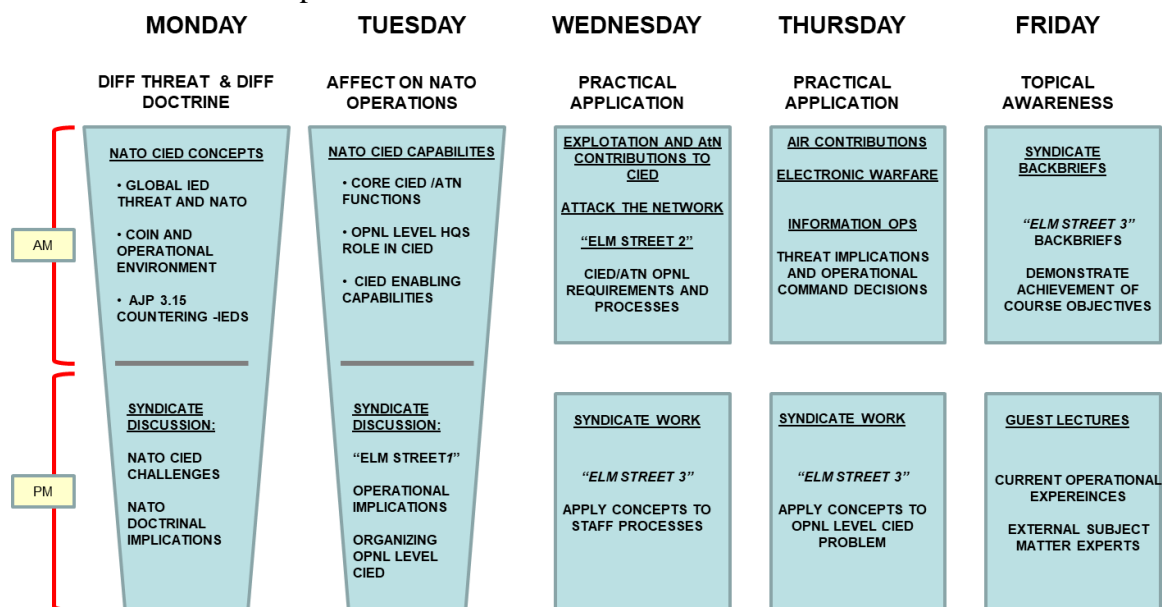 MONDAY
DIFF THREAT & DIFF
DOCTRINE
TUESDAY
AFFECT ON NATO
OPERATIONS
WEDNESDAY
PRACTICAL
APPLICATION
THURSDAY
PRACTICAL
APPLICATION
FRIDAY
TOPICAL
AWARENESS
AM
NATO CIED CONCEPTS
• GLOBAL IED
THREAT AND NATO
• COIN AND
OPERATIONAL
ENVIRONMENT
• AJP 3.15
COUNTERING -IEDS
NATO CIED CAPABILITES
• CORE CIED /ATN
FUNCTIONS
• OPNL LEVEL HQS
ROLE IN CIED
• CIED ENABLING
CAPABILITIES
EXPLOTATION AND AtN
CONTRIBUTIONS TO
CIED
ATTACK THE NETWORK
“ELM STREET 2”
CIED/ATN OPNL
REQUIREMENTS AND
PROCESSES
AIR CONTRIBUTIONS
ELECTRONIC WARFARE
INFORMATION OPS
THREAT IMPLICATIONS
AND OPERATIONAL
COMMAND DECISIONS
SYNDICATE
BACKBRIEFS
“ELM STREET 3”
BACKBRIEFS
DEMONSTRATE
ACHIEVEMENT OF
COURSE OBJECTIVES
PM
SYNDICATE
DISCUSSION:
NATO CIED
CHALLENGES
NATO
DOCTRINAL
IMPLICATIONS
SYNDICATE
DISCUSSION:
“ELM STREET1”
OPERATIONAL
IMPLICATIONS
ORGANIZING
OPNL LEVEL
CIED
SYNDICATE WORK
“ELM STREET 3”
APPLY CONCEPTS TO
STAFF PROCESSES
SYNDICATE WORK
“ELM STREET 3”
APPLY CONCEPTS TO
OPNL LEVEL CIED
PROBLEM
GUEST LECTURES
CURRENT OPERATIONAL
EXPEREINCES
EXTERNAL SUBJECT
MATTER EXPERTS